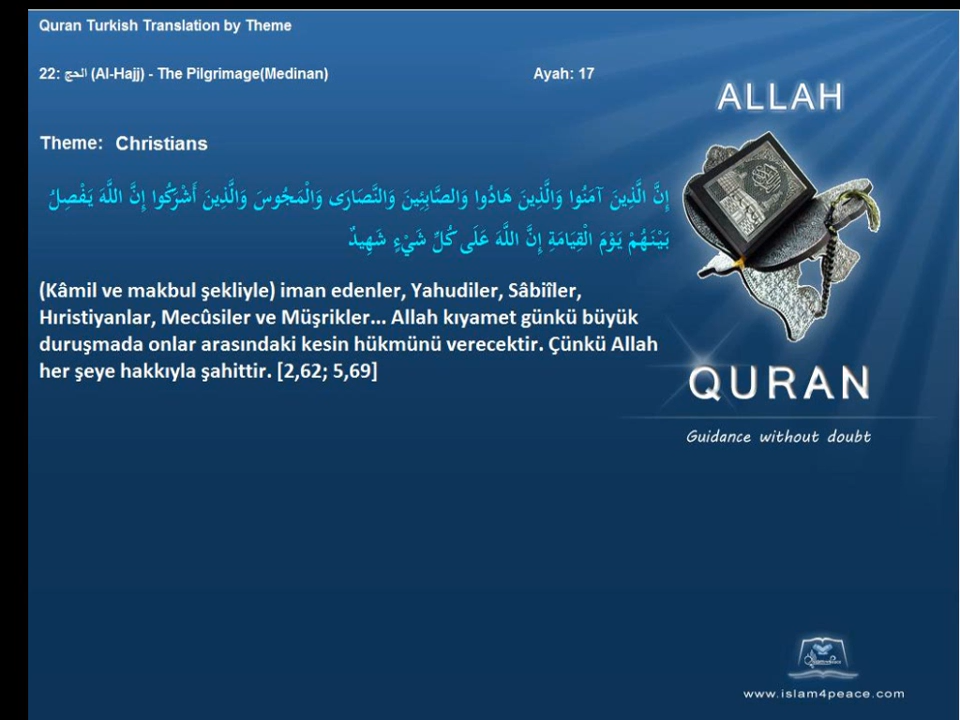 Quran Turkish Translation by Theme
22: الحج (Al-Hajj) - The Pilgrimage(Medinan) Ayah: 17
ALLAH
Theme: Christians
إِنَّ الَّذِينَ آمَنُوا وَالَّذِينَ هَادُوا وَالصَّابِئِينَ وَالنَّصَارَى وَالْمَجُوسَ وَالَّذِينَ أَشْرَكُوا إِنَّ اللَّهَ يَفْصِلُ
بَيْنَهُمْ يَوْمَ الْقِيَامَةِ إِنَّ اللَّهَ عَلَى كُلِّ شَيْءٍ شَهِيدٌ
(Kâmil ve makbul şekliyle) iman edenler, Yahudiler, Sâbiîler,
Hıristiyanlar, Mecûsiler ve Müşrikler... Allah kıyamet günkü büyük
duruşmada onlar arasındaki kesin hükmünü verecektir. Çünkü Allah
her şeye hakkıyla şahittir. [2,62; 5,69]
QURAN
Guidance without doubt
www.islam4peace.com